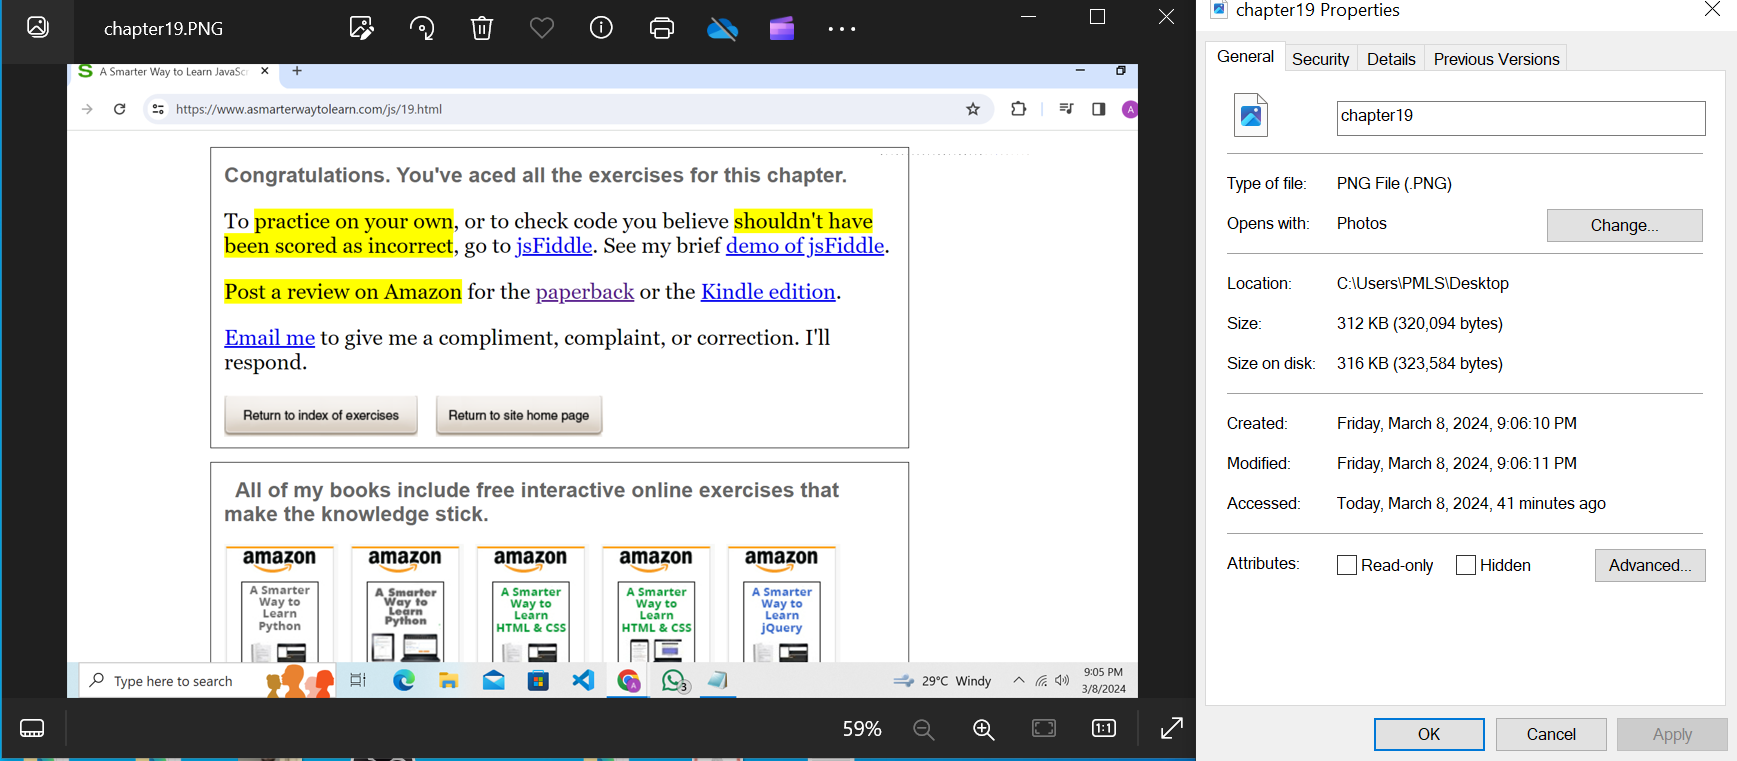 chapter19.PNG
A Smarter Way to Learn JavaSc
https://www.asmarterwaytolearn.com/js/19.html
A
Congratulations. You've aced all the exercises for this chapter.
To practice on your own, or to check code you believe shouldn't have
been scored as incorrect, go to jsFiddle. See my brief demo of jsFiddle.
Post a review on Amazon for the paperback or the Kindle edition.
Email me to give me a compliment, complaint, or correction. I'll
respond.
Return to index of exercises
Return to site home page
All of my books include free interactive online exercises that
make the knowledge stick.
amazon
A Smarter
Way to
Learn
Python
amazon
A Smarter
Way to
Learn
Python
amazon
A Smarter
Way to
Learn
HTML & CSS
amazon
A Smarter
Way to
Learn
HTML & CSS
amazon
A Smarter
Way to
Learn
jQuery
Type here to search
3
29°C Windy
9:05 PM
3/8/2024
59%
1:1
chapter19 Properties
General
Security
Details
Previous Versions
chapter19
Type of file: PNG File (.PNG)
Opens with: Photos
Change...
Location: C:\Users\PMLS\Desktop
Size: 312 KB (320,094 bytes)
Size on disk: 316 KB (323,584 bytes)
Created: Friday, March 8, 2024, 9:06:10 PM
Modified: Friday, March 8, 2024, 9:06:11 PM
Accessed: Today, March 8, 2024, 41 minutes ago
Attributes: Read-only Hidden
Advanced...
OK
Cancel
Apply